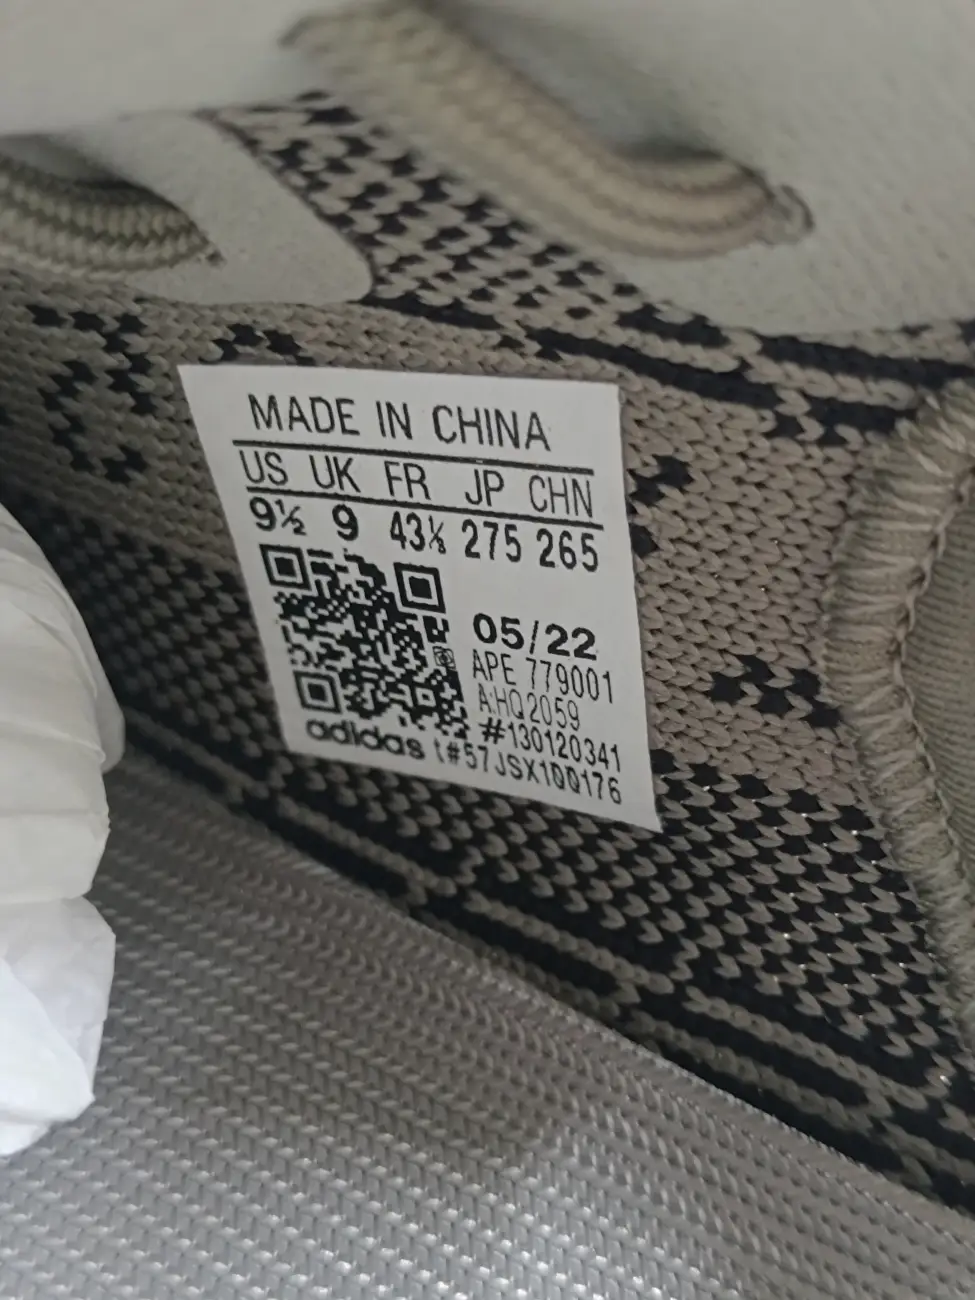 MADE IN CHINA
US UK FR JP CHN
9½ 9 43⅓ 275 265
05/22
APE 779001
A:HQ2059
#130120341
adidas t#57JSX100176